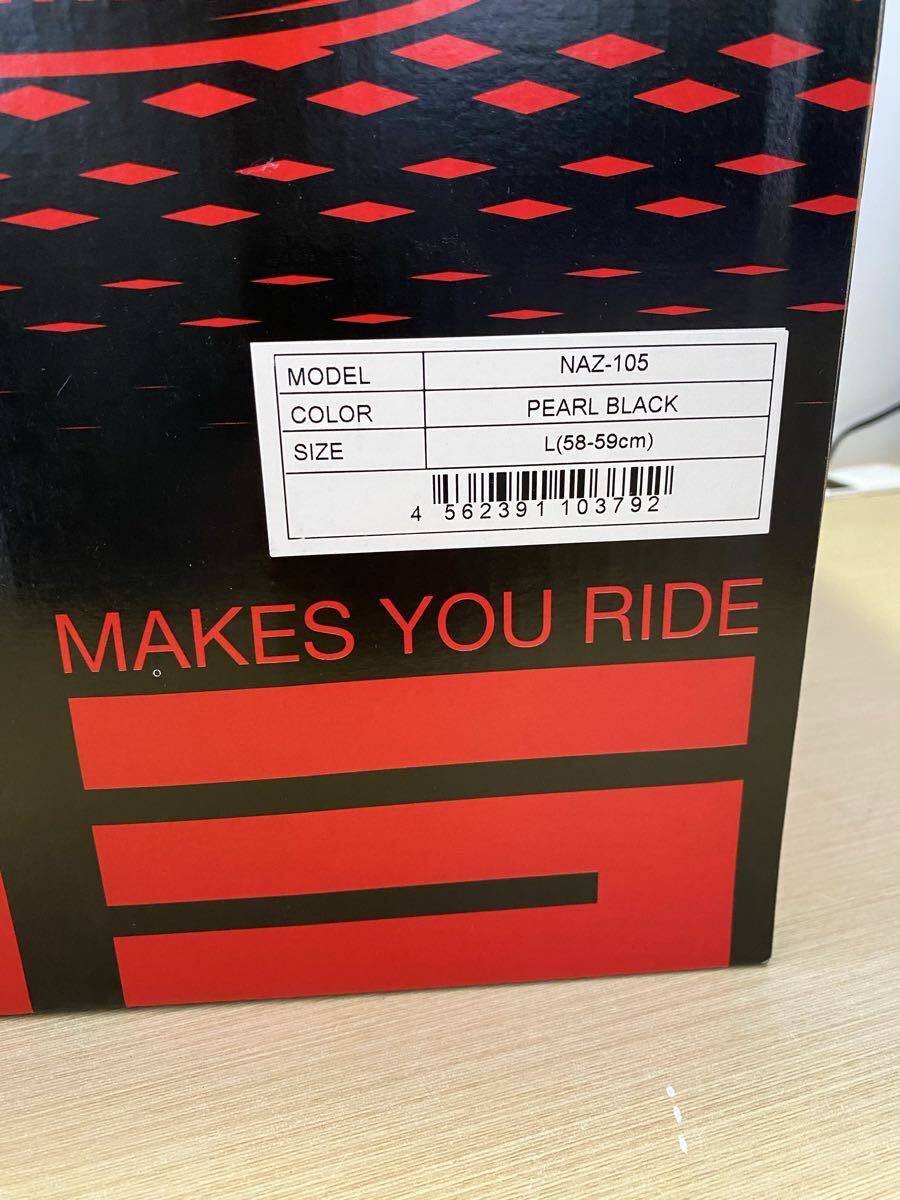 MODEL NAZ-105
COLOR PEARL BLACK
SIZE L(58-59cm)
4 562391 103792
MAKES YOU RIDE